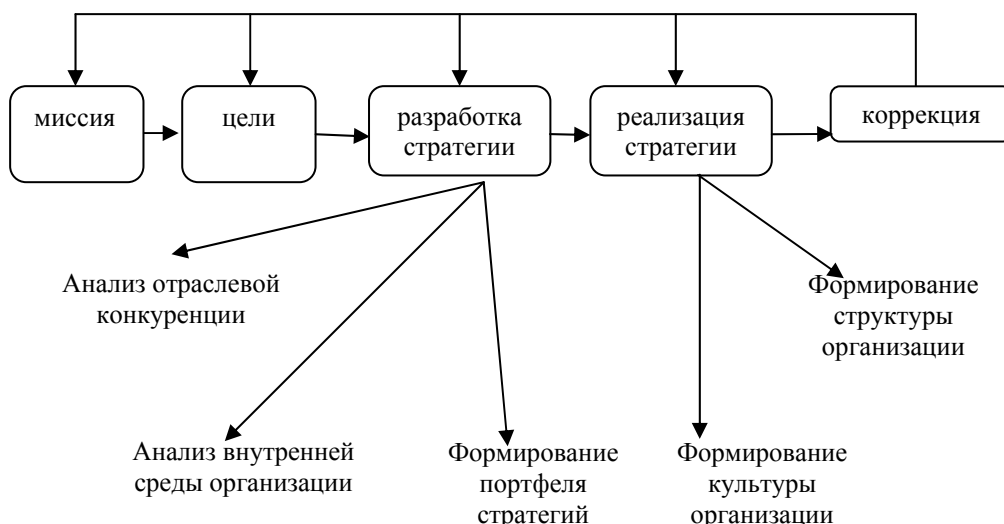 миссия
цели
разработка
стратегии
реализация
стратегии
коррекция
Анализ отраслевой
конкуренции
Формирование
структуры
организации
Анализ внутренней
среды организации
Формирование
портфеля
стратегий
Формирование
культуры
организации